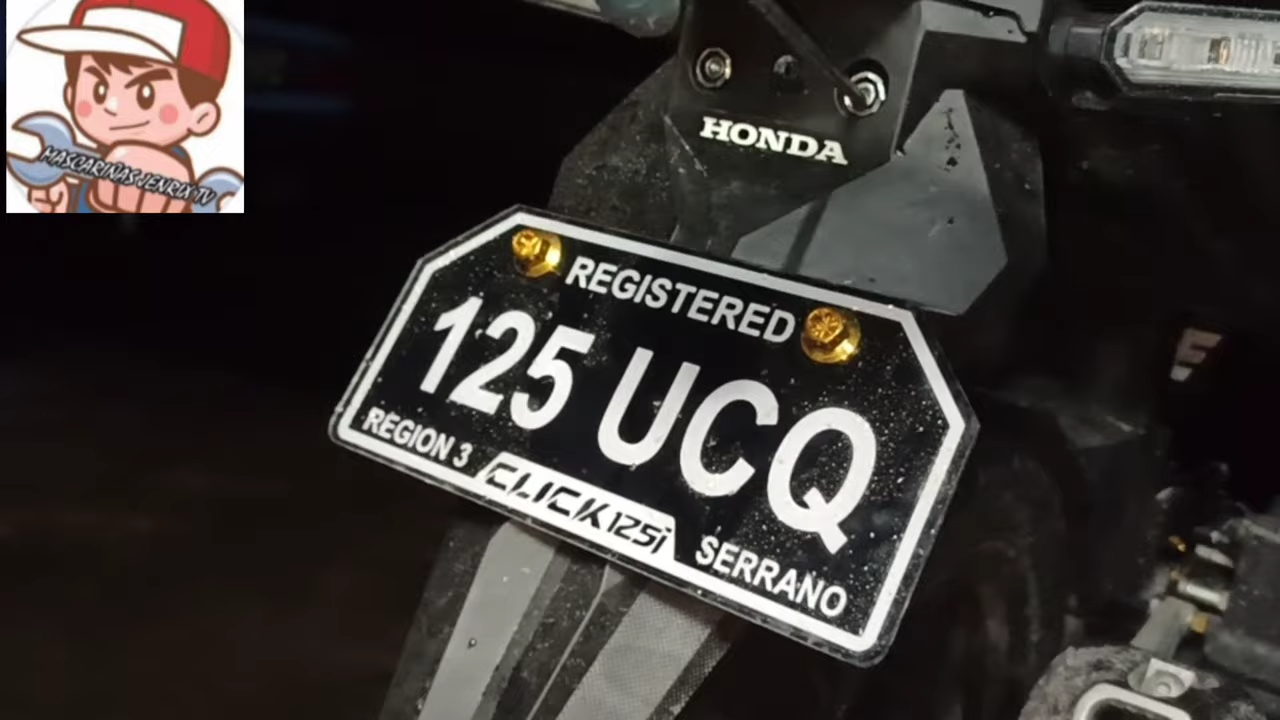 MASCARIÑAS JENRIX TV
HONDA
REGISTERED
125 UCQ
REGION 3
CLICK125i
SERRANO